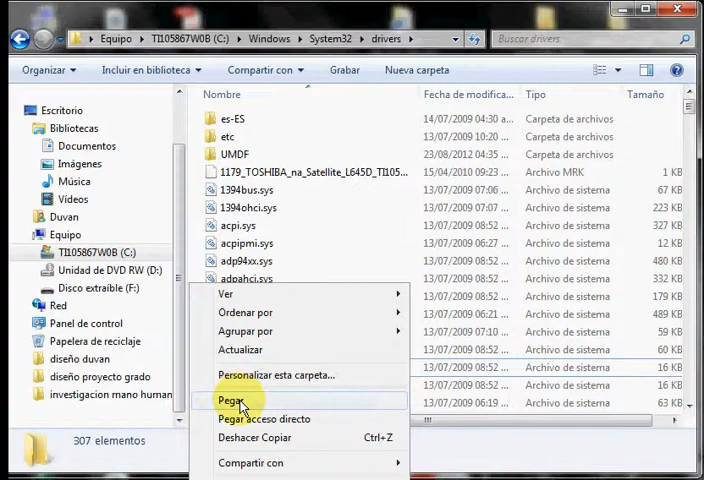 Equipo ▸ TI105867W0B (C:) ▸ Windows ▸ System32 ▸ drivers ▸
Buscar drivers
Organizar Incluir en biblioteca Compartir con Grabar Nueva carpeta
Escritorio
Bibliotecas
Documentos
Imágenes
Música
Vídeos
Duvan
Equipo
TI105867W0B (C:)
Unidad de DVD RW (D:)
Disco extraíble (F:)
Red
Panel de control
Papelera de reciclaje
diseño duvan
diseño proyecto grado
investigacion mano human
Nombre Fecha de modifica... Tipo Tamaño
es-ES 14/07/2009 04:30 a... Carpeta de archivos
etc 13/07/2009 10:20 ... Carpeta de archivos
UMDF 23/08/2012 04:35 ... Carpeta de archivos
1179_TOSHIBA_na_Satellite_L645D_TI105... 15/04/2010 09:23 ... Archivo MRK 1 KB
1394bus.sys 13/07/2009 07:06 ... Archivo de sistema 67 KB
1394ohci.sys 13/07/2009 07:07 ... Archivo de sistema 223 KB
acpi.sys 13/07/2009 08:52 ... Archivo de sistema 327 KB
acpipmi.sys 13/07/2009 06:27 ... Archivo de sistema 12 KB
adp94xx.sys 13/07/2009 08:52 ... Archivo de sistema 480 KB
adpahci.sys 13/07/2009 08:52 ... Archivo de sistema 332 KB
13/07/2009 08:52 ... Archivo de sistema 179 KB
13/07/2009 06:21 ... Archivo de sistema 489 KB
13/07/2009 07:10 ... Archivo de sistema 60 KB
13/07/2009 08:52 ... Archivo de sistema 61 KB
13/07/2009 08:52 ... Archivo de sistema 16 KB
13/07/2009 08:52 ... Archivo de sistema 16 KB
13/07/2009 06:19 ... Archivo de sistema 63 KB
Ver
Ordenar por
Agrupar por
Actualizar
Personalizar esta carpeta...
Pegar
Pegar acceso directo
Deshacer Copiar Ctrl+Z
Compartir con
307 elementos